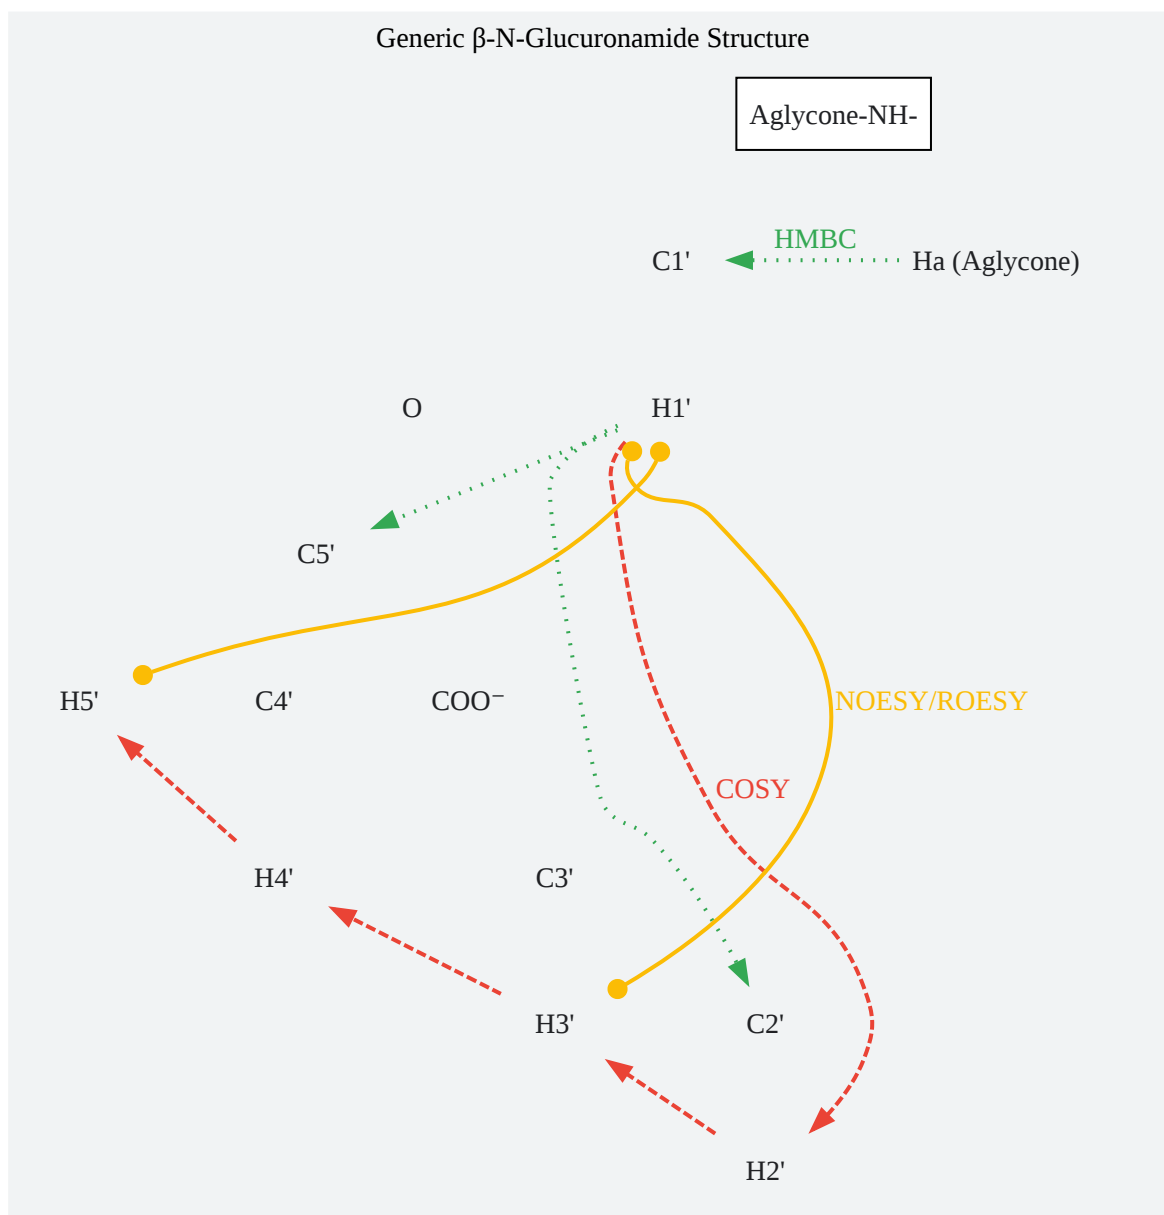 Generic β-N-Glucuronamide Structure
Aglycone-NH-
HMBC
C1'
Ha (Aglycone)
O
H1'
C5'
H5'
C4'
COO⁻
NOESY/ROESY
COSY
H4'
C3'
H3'
C2'
H2'